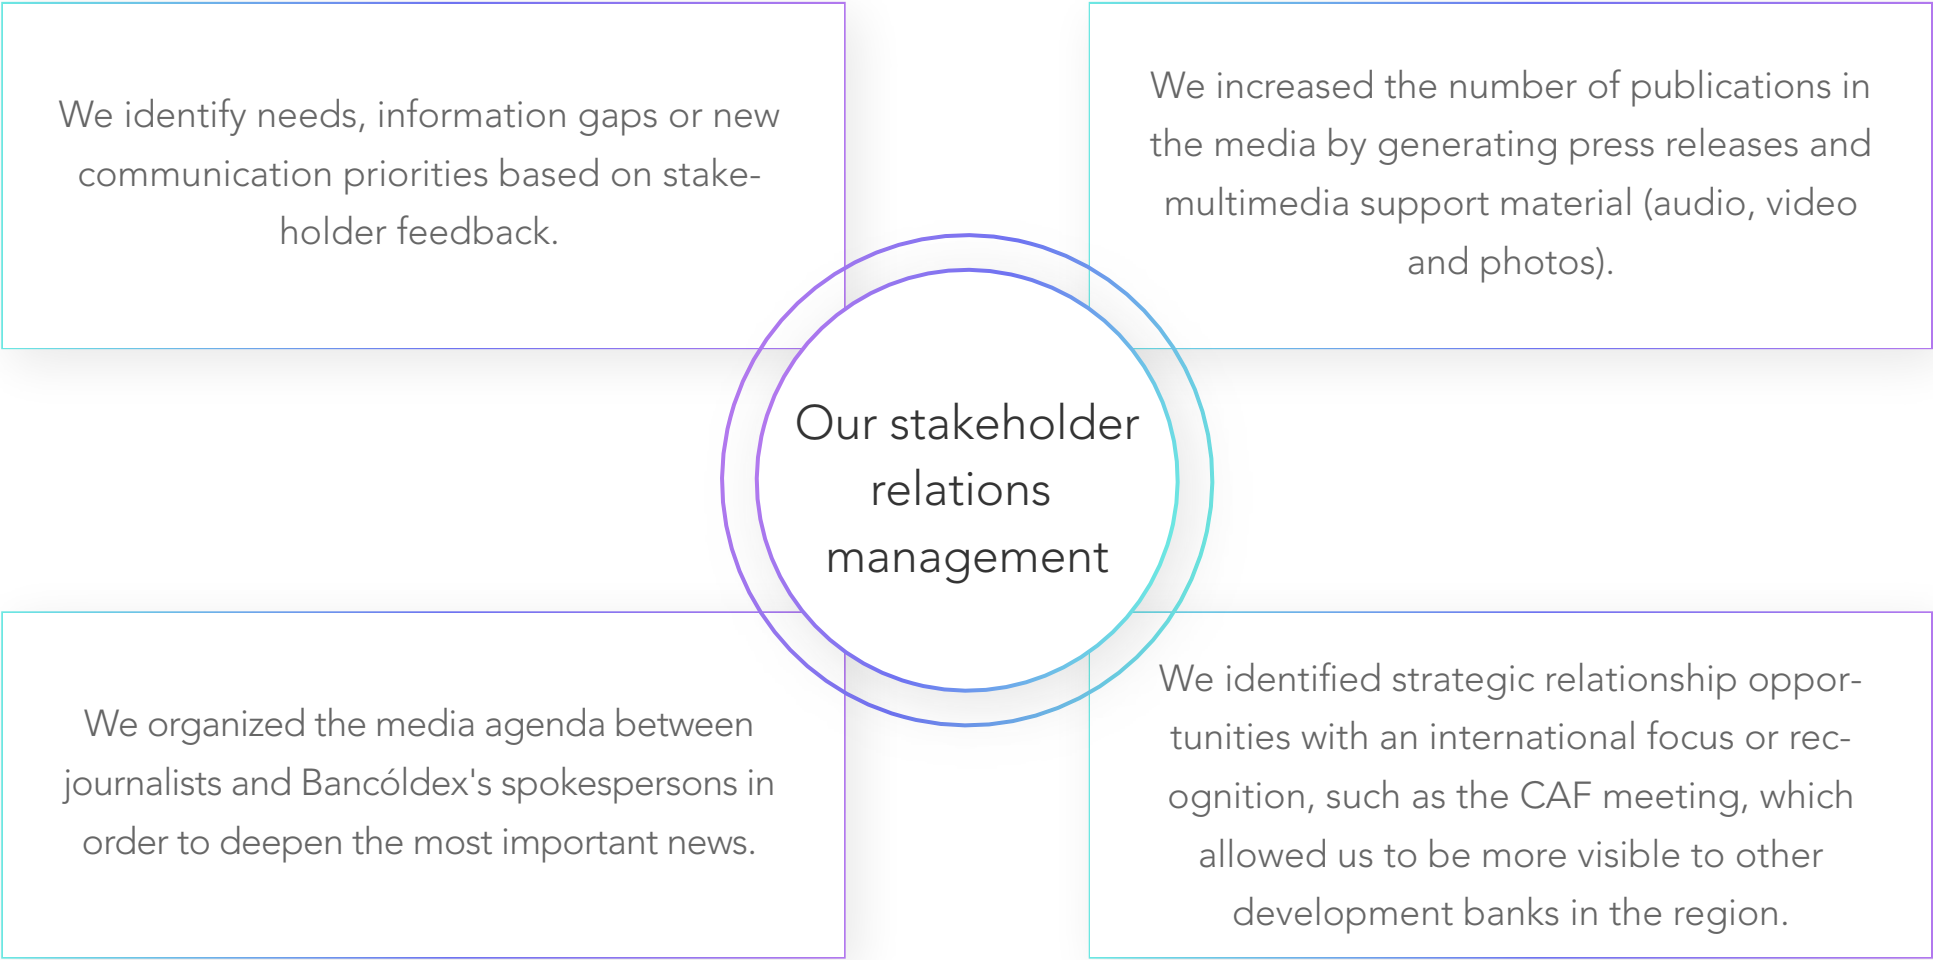 We identify needs, information gaps or new
communication priorities based on stake-
holder feedback.
We increased the number of publications in
the media by generating press releases and
multimedia support material (audio, video
and photos).
Our stakeholder
relations
management
We organized the media agenda between
journalists and Bancóldex's spokespersons in
order to deepen the most important news.
We identified strategic relationship oppor-
tunities with an international focus or rec-
ognition, such as the CAF meeting, which
allowed us to be more visible to other
development banks in the region.